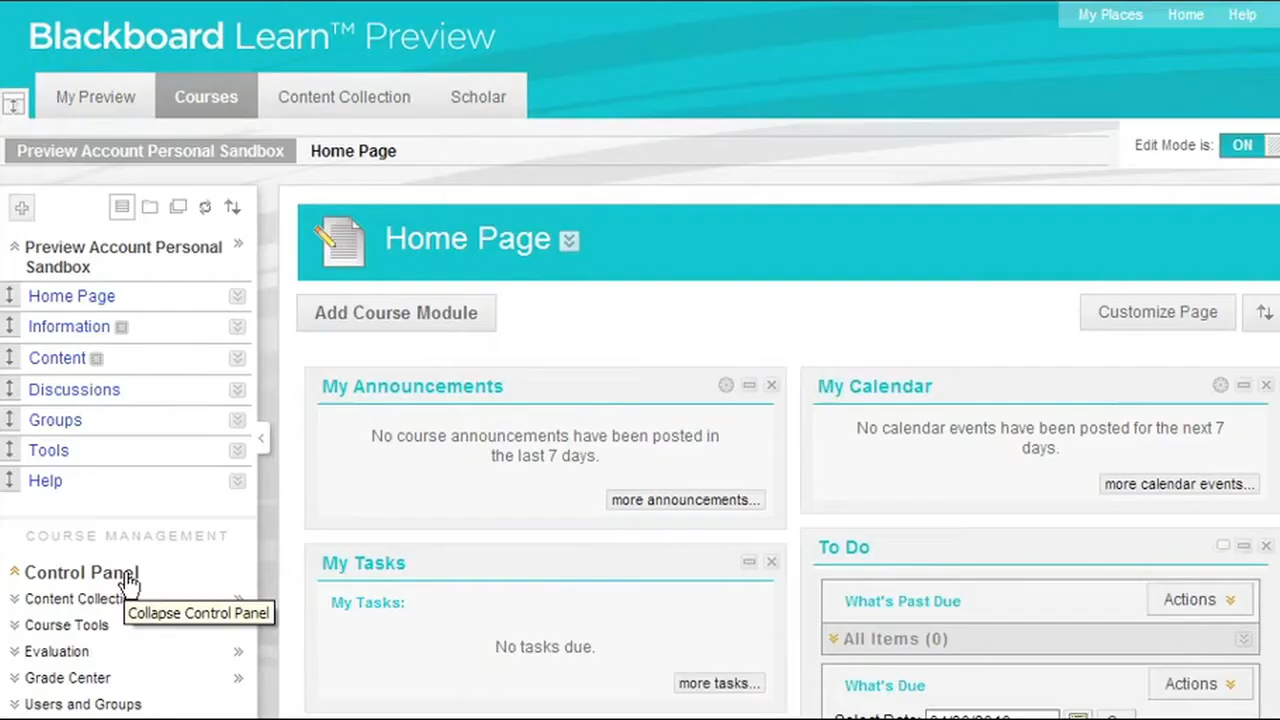 My Places Home Help
Blackboard Learn™ Preview
My Preview Courses Content Collection Scholar
Preview Account Personal Sandbox Home Page
Edit Mode is: ON
Preview Account Personal
Sandbox
Home Page
Information
Content
Discussions
Groups
Tools
Help
COURSE MANAGEMENT
Control Panel
Content Collecti
Collapse Control Panel
Course Tools
Evaluation
Grade Center
Users and Groups
Home Page
Add Course Module
Customize Page
My Announcements
No course announcements have been posted in
the last 7 days.
more announcements...
My Tasks
My Tasks:
No tasks due.
more tasks...
My Calendar
No calendar events have been posted for the next 7
days.
more calendar events...
To Do
What's Past Due
Actions
All Items (0)
What's Due
Actions
Select Date: